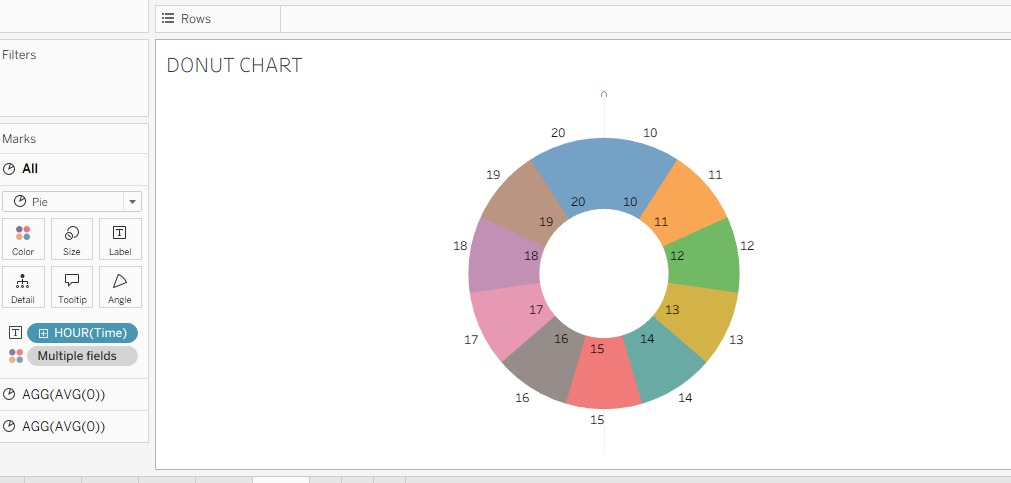 Rows
Filters
DONUT CHART
Marks
All
Pie
Color Size Label
Detail Tooltip Angle
T HOUR(Time)
Multiple fields
AGG(AVG(0))
AGG(AVG(0))
0
20 10
19 11
20 10
19 11
18 12
18 12
17 13
16 14
15
17 13
16 14
15